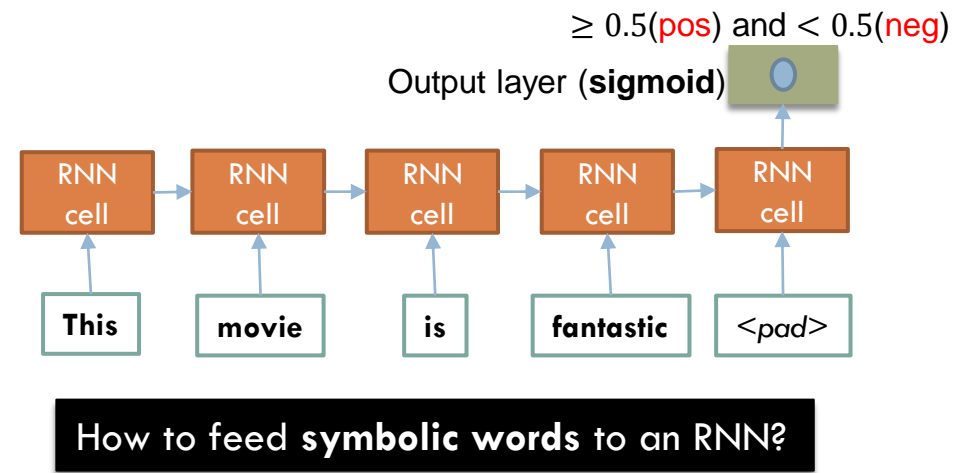 ≥ 0.5(pos) and < 0.5(neg)
Output layer (sigmoid)
RNN cell
RNN cell
RNN cell
RNN cell
RNN cell
This
movie
is
fantastic
<pad>
How to feed symbolic words to an RNN?